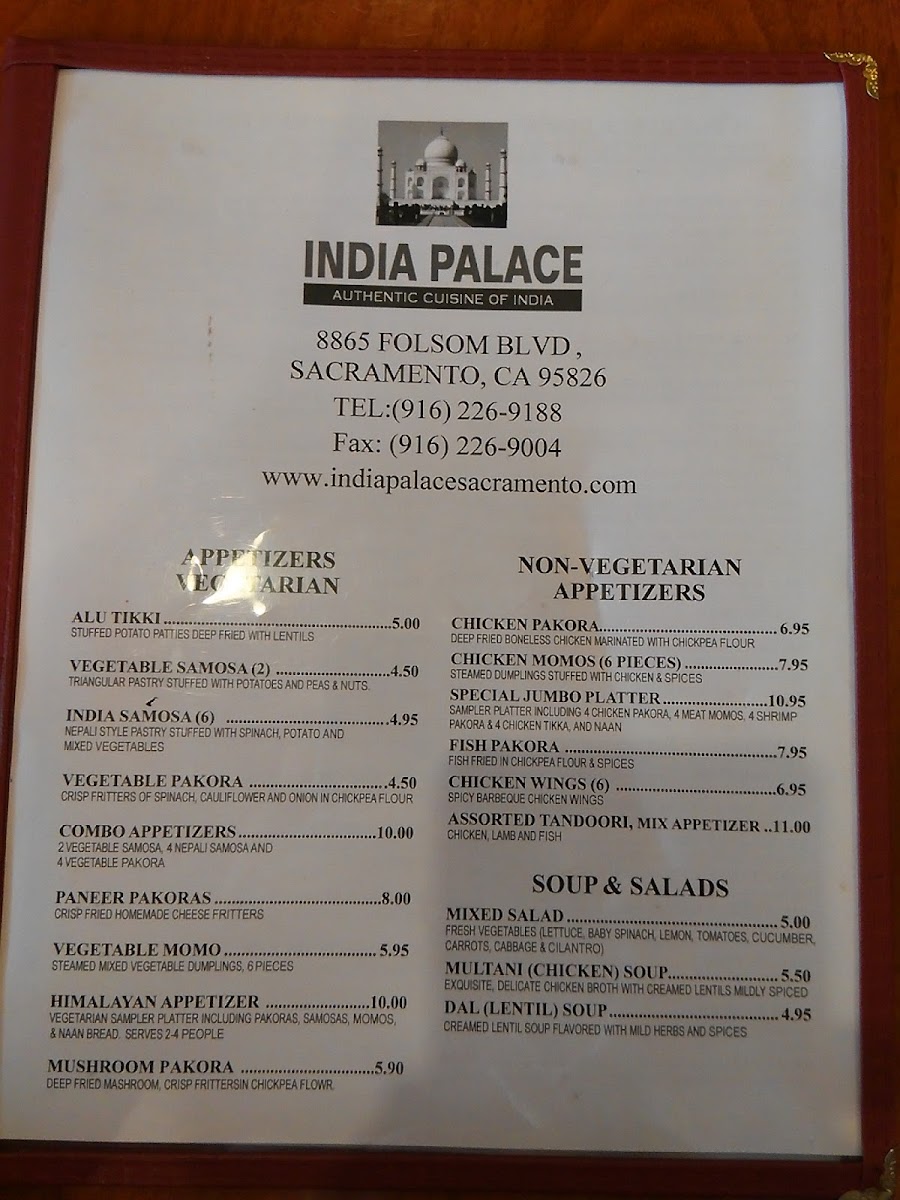 INDIA PALACE
AUTHENTIC CUISINE OF INDIA
8865 FOLSOM BLVD ,
SACRAMENTO, CA 95826
TEL:(916) 226-9188
Fax: (916) 226-9004
www.indiapalacesacramento.com
APPETIZERS
VEGETARIAN
ALU TIKKI ..........5.00
STUFFED POTATO PATTIES DEEP FRIED WITH LENTILS
VEGETABLE SAMOSA (2) ..........4.50
TRIANGULAR PASTRY STUFFED WITH POTATOES AND PEAS & NUTS.
INDIA SAMOSA (6) ..........4.95
NEPALI STYLE PASTRY STUFFED WITH SPINACH, POTATO AND
MIXED VEGETABLES
VEGETABLE PAKORA ..........4.50
CRISP FRITTERS OF SPINACH, CAULIFLOWER AND ONION IN CHICKPEA FLOUR
COMBO APPETIZERS..........10.00
2 VEGETABLE SAMOSA, 4 NEPALI SAMOSA AND
4 VEGETABLE PAKORA
PANEER PAKORAS ..........8.00
CRISP FRIED HOMEMADE CHEESE FRITTERS
VEGETABLE MOMO .......... 5.95
STEAMED MIXED VEGETABLE DUMPLINGS, 6 PIECES
HIMALAYAN APPETIZER ..........10.00
VEGETARIAN SAMPLER PLATTER INCLUDING PAKORAS, SAMOSAS, MOMOS,
& NAAN BREAD. SERVES 2-4 PEOPLE
MUSHROOM PAKORA ..........5.90
DEEP FRIED MASHROOM, CRISP FRITTERSIN CHICKPEA FLOWR.
NON-VEGETARIAN
APPETIZERS
CHICKEN PAKORA.......... 6.95
DEEP FRIED BONELESS CHICKEN MARINATED WITH CHICKPEA FLOUR
CHICKEN MOMOS (6 PIECES) ..........7.95
STEAMED DUMPLINGS STUFFED WITH CHICKEN & SPICES
SPECIAL JUMBO PLATTER..........10.95
SAMPLER PLATTER INCLUDING 4 CHICKEN PAKORA, 4 MEAT MOMOS, 4 SHRIMP
PAKORA & 4 CHICKEN TIKKA, AND NAAN
FISH PAKORA ..........7.95
FISH FRIED IN CHICKPEA FLOUR & SPICES
CHICKEN WINGS (6) ..........6.95
SPICY BARBEQUE CHICKEN WINGS
ASSORTED TANDOORI, MIX APPETIZER ..11.00
CHICKEN, LAMB AND FISH
SOUP & SALADS
MIXED SALAD .......... 5.00
FRESH VEGETABLES (LETTUCE, BABY SPINACH, LEMON, TOMATOES, CUCUMBER,
CARROTS, CABBAGE & CILANTRO)
MULTANI (CHICKEN) SOUP.......... 5.50
EXQUISITE, DELICATE CHICKEN BROTH WITH CREAMED LENTILS MILDLY SPICED
DAL (LENTIL) SOUP.......... 4.95
CREAMED LENTIL SOUP FLAVORED WITH MILD HERBS AND SPICES